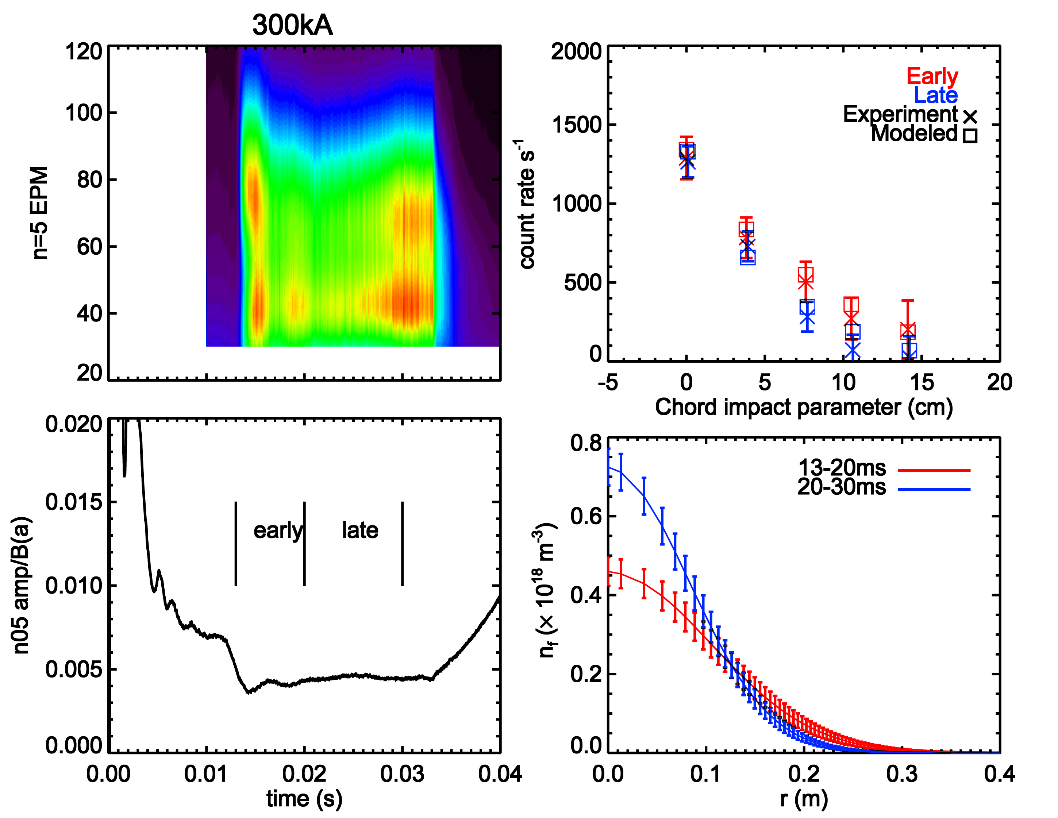 300kA
n=5 EPM
120
100
80
60
40
20
count rate s⁻¹
2000
1500
1000
500
0
Early
Late
Experiment ×
Modeled □
-5 0 5 10 15 20
Chord impact parameter (cm)
n05 amp/B(a)
0.020
0.015
0.010
0.005
0.000
early late
0.00 0.01 0.02 0.03 0.04
time (s)
n_f (× 10¹⁸ m⁻³)
0.8
0.6
0.4
0.2
0.0
13-20ms
20-30ms
0.0 0.1 0.2 0.3 0.4
r (m)